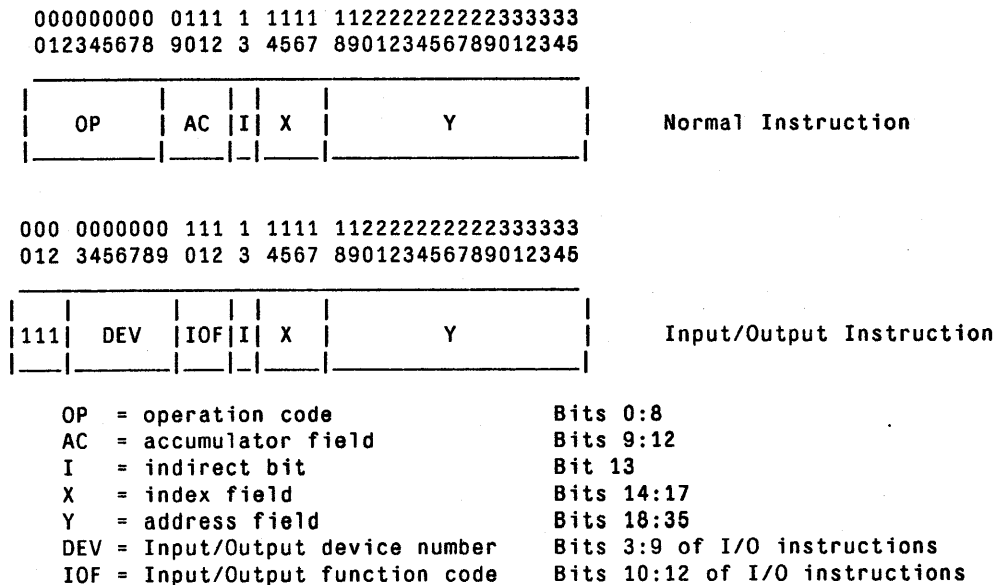 000000000 0111 1 1111 112222222222333333
012345678 9012 3 4567 890123456789012345
OP AC I X Y Normal Instruction
000 0000000 111 1 1111 112222222222333333
012 3456789 012 3 4567 890123456789012345
111 DEV IOF I X Y Input/Output Instruction
OP = operation code Bits 0:8
AC = accumulator field Bits 9:12
I = indirect bit Bit 13
X = index field Bits 14:17
Y = address field Bits 18:35
DEV = Input/Output device number Bits 3:9 of I/O instructions
IOF = Input/Output function code Bits 10:12 of I/O instructions